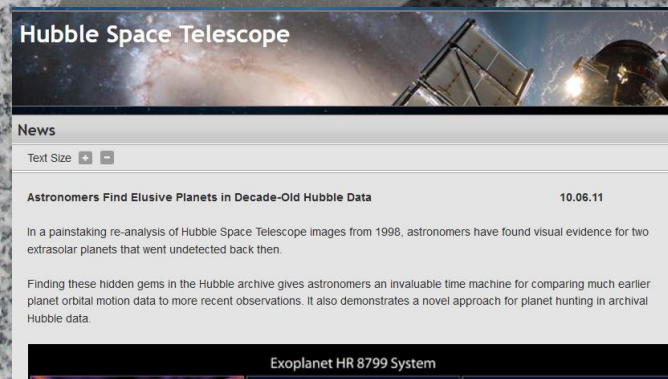 Hubble Space Telescope
News
Text Size + -
Astronomers Find Elusive Planets in Decade-Old Hubble Data 10.06.11
In a painstaking re-analysis of Hubble Space Telescope images from 1998, astronomers have found visual evidence for two
extrasolar planets that went undetected back then.
Finding these hidden gems in the Hubble archive gives astronomers an invaluable time machine for comparing much earlier
planet orbital motion data to more recent observations. It also demonstrates a novel approach for planet hunting in archival
Hubble data.
Exoplanet HR 8799 System